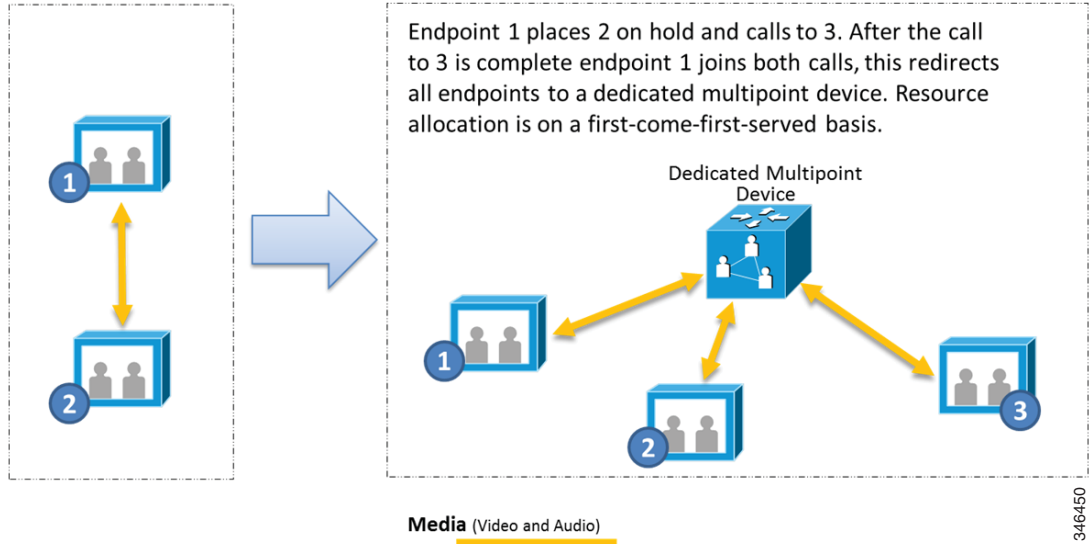 Endpoint 1 places 2 on hold and calls to 3. After the call
to 3 is complete endpoint 1 joins both calls, this redirects
all endpoints to a dedicated multipoint device. Resource
allocation is on a first-come-first-served basis.
Dedicated Multipoint
Device
1
2
1
2
3
Media (Video and Audio)
346450